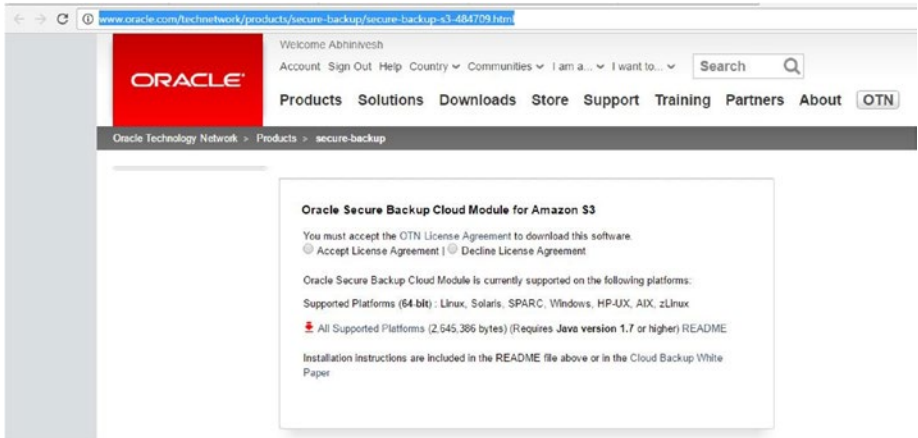 www.oracle.com/technetwork/products/secure-backup/secure-backup-s3-484709.html
Welcome Abhinivesh
Account Sign Out Help Country Communities I am a... I want to... Search
ORACLE
Products Solutions Downloads Store Support Training Partners About OTN
Oracle Technology Network > Products > secure-backup
Oracle Secure Backup Cloud Module for Amazon S3
You must accept the OTN License Agreement to download this software.
Accept License Agreement | Decline License Agreement
Oracle Secure Backup Cloud Module is currently supported on the following platforms:
Supported Platforms (64-bit) : Linux, Solaris, SPARC, Windows, HP-UX, AIX, zLinux
All Supported Platforms (2,645,386 bytes) (Requires Java version 1.7 or higher) README
Installation instructions are included in the README file above or in the Cloud Backup White
Paper